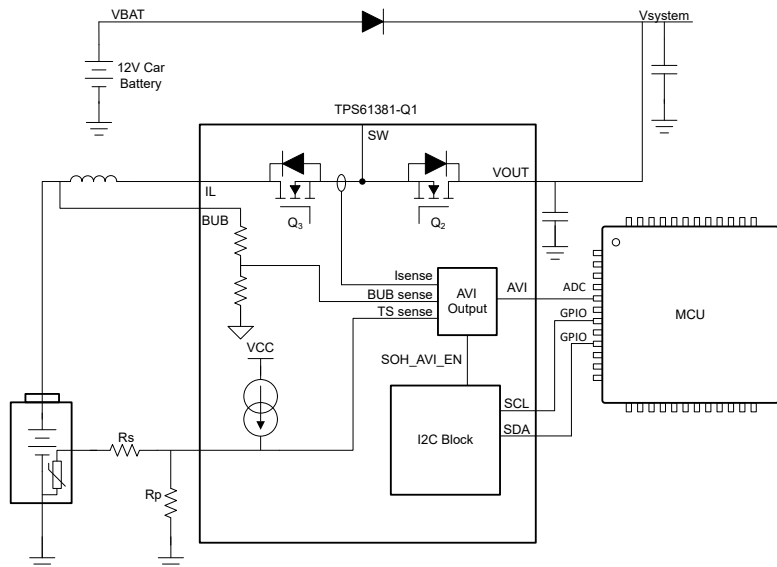 VBAT
Vsystem
12V Car
Battery
TPS61381-Q1
SW
VOUT
IL
BUB
Q3
Q2
Isense
BUB sense
TS sense
AVI
Output
AVI
ADC
GPIO
GPIO
MCU
VCC
SOH_AVI_EN
I2C Block
SCL
SDA
Rs
Rp